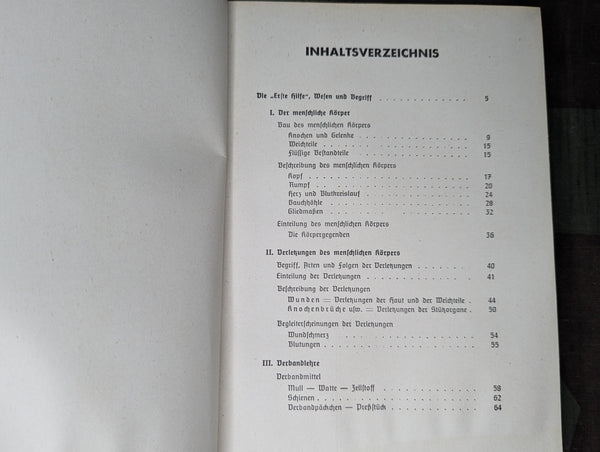 INHALTSVERZEICHNIS
Die „Erste Hilfe", Wesen und Begriff . . . . . . . . . . . . . 5
I. Der menschliche Körper
Bau des menschlichen Körpers
Knochen und Gelenke . . . . . . . . . . . . . 9
Weichteile . . . . . . . . . . . . . 15
Flüssige Bestandteile . . . . . . . . . . . . . 15
Beschreibung des menschlichen Körpers
Kopf . . . . . . . . . . . . . 17
Rumpf . . . . . . . . . . . . . 20
Herz und Blutkreislauf . . . . . . . . . . . . . 24
Bauchhöhle . . . . . . . . . . . . . 28
Gliedmaßen . . . . . . . . . . . . . 32
Einteilung des menschlichen Körpers
Die Körpergegenden 36
II. Verletzungen des menschlichen Körpers
Begriff, Arten und Folgen der Verletzungen . . . . . . . 40
Einteilung der Verletzungen . . . . . . . . . . . . . 41
Beschreibung der Verletzungen
Wunden = Verletzungen der Haut und der Weichteile . 44
Knochenbrüche usw. = Verletzungen der Stützorgane . 50
Begleiterscheinungen der Verletzungen
Wundschmerz . . . . . . . . . . . . . 54
Blutungen . . . . . . . . . . . . . 55
III. Verbandlehre
Verbandmittel
Mull — Watte — Zellstoff . . . . . . . . . . . . . 58
Schienen . . . . . . . . . . . . . 62
Verbandpäckchen — Preßstück . . . . . . . . . . . . . 64